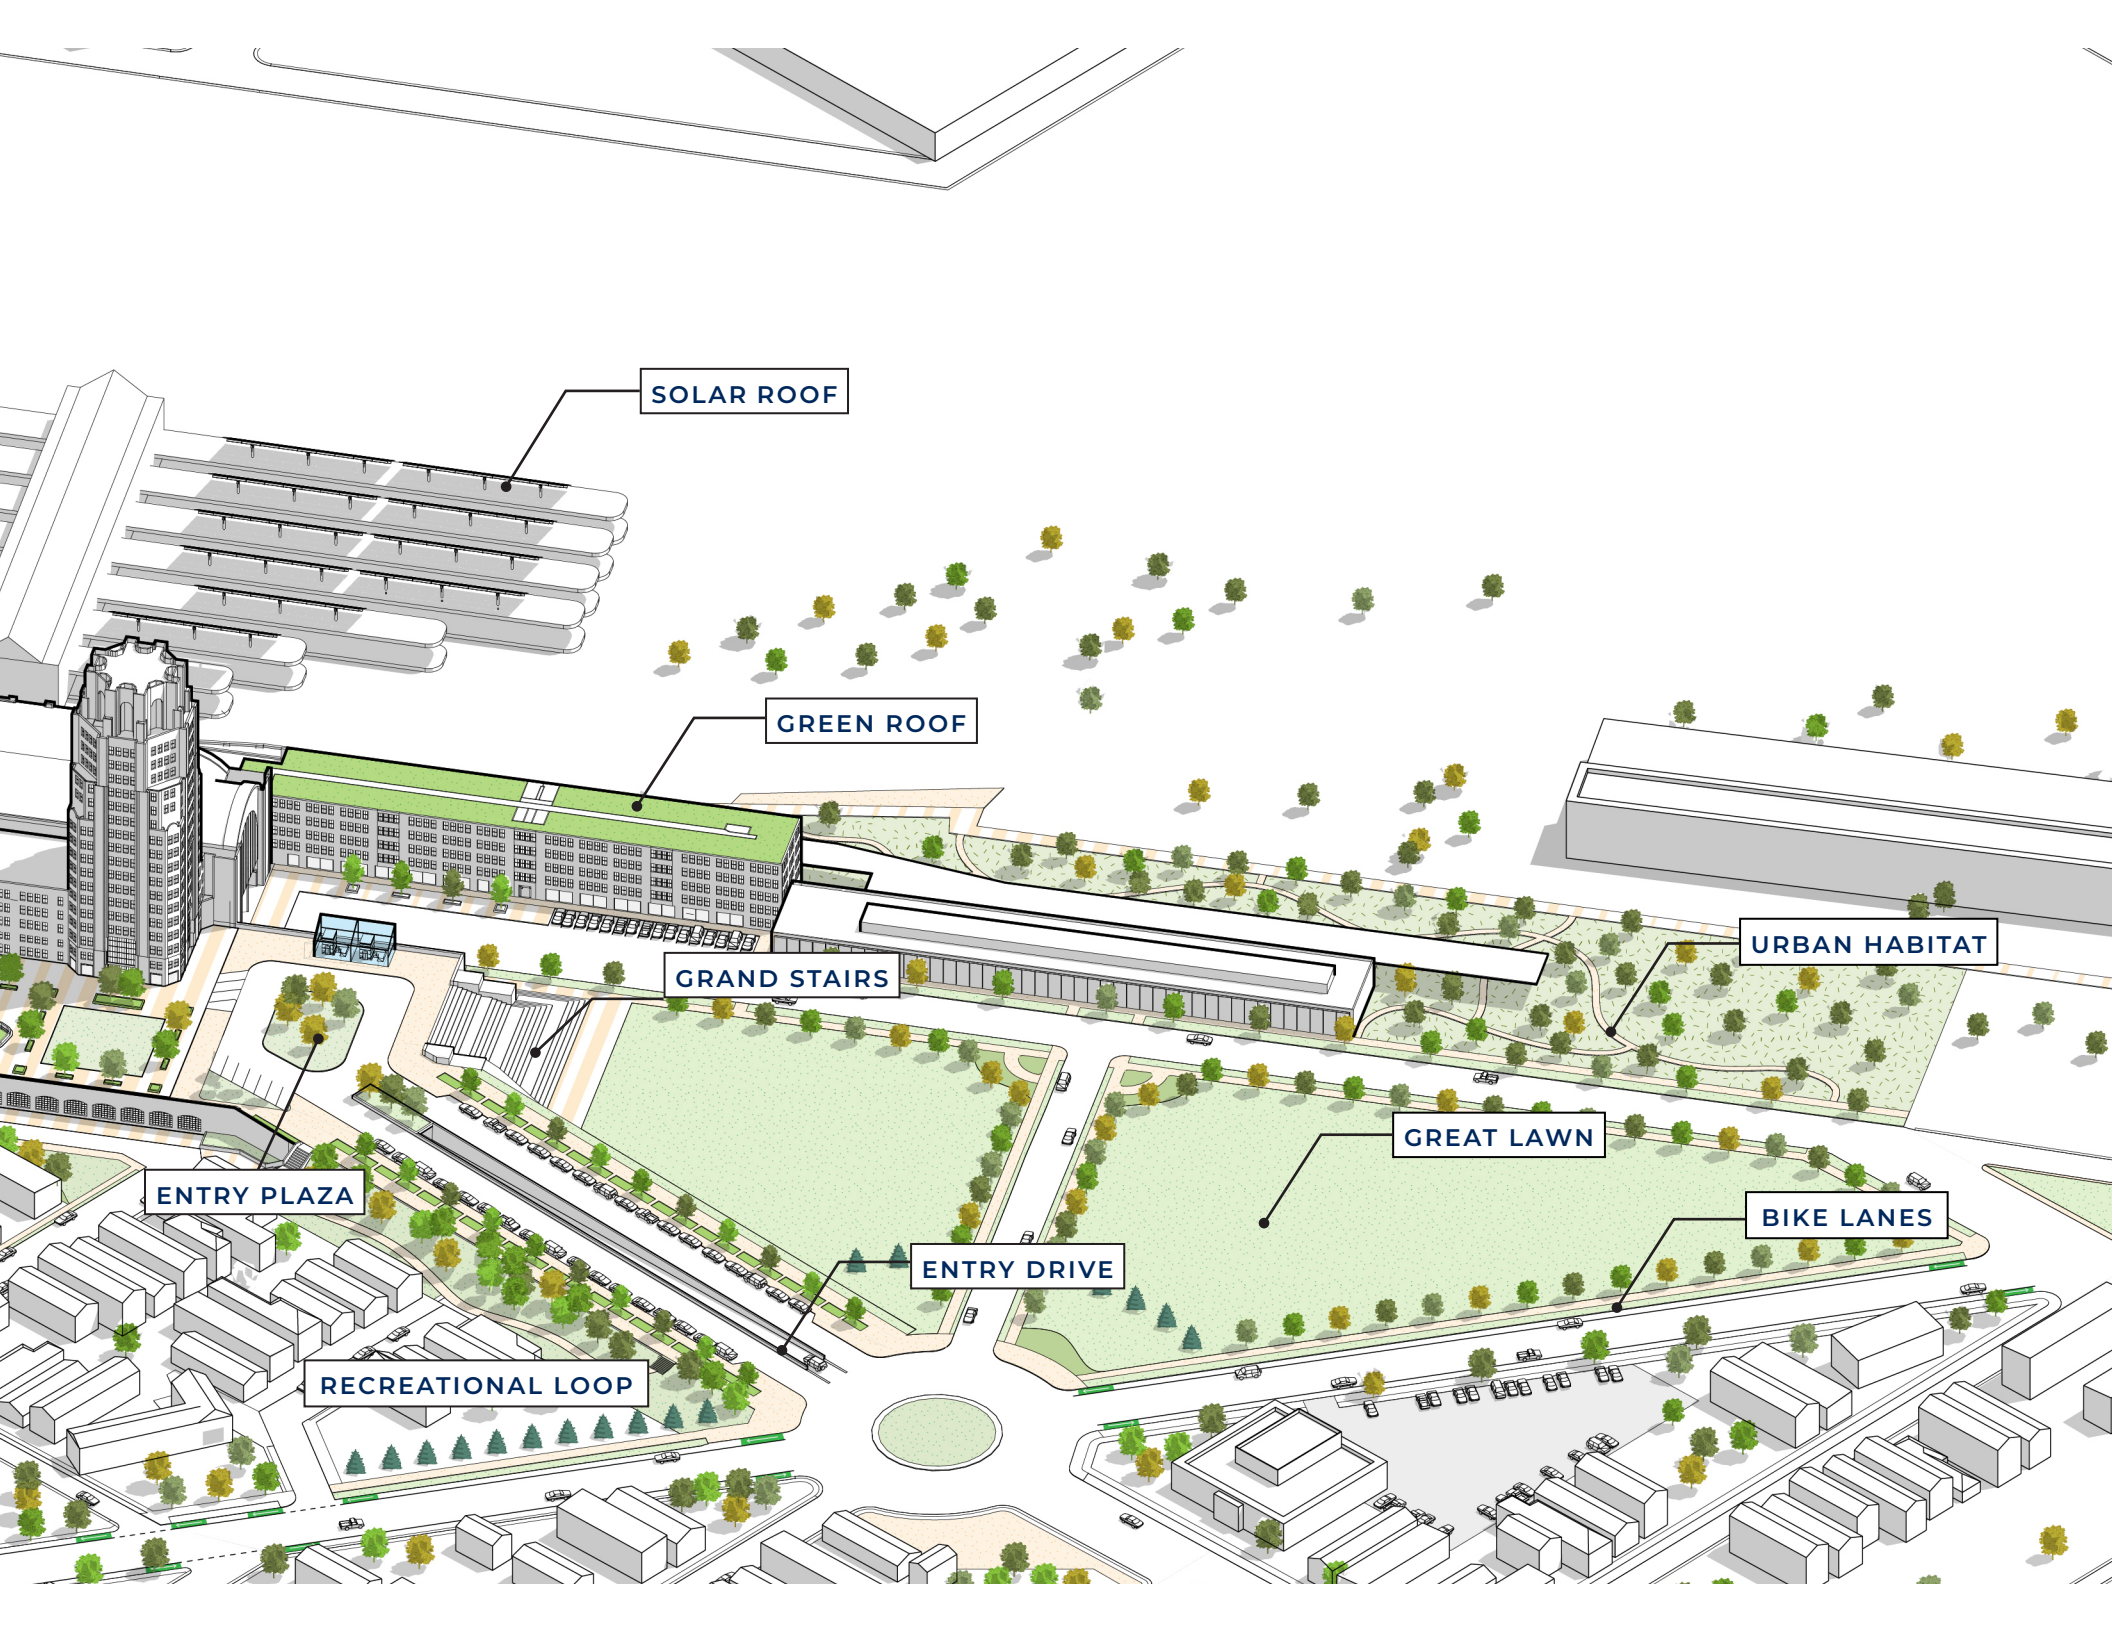 SOLAR ROOF
GREEN ROOF
URBAN HABITAT
GRAND STAIRS
GREAT LAWN
ENTRY PLAZA
BIKE LANES
ENTRY DRIVE
RECREATIONAL LOOP